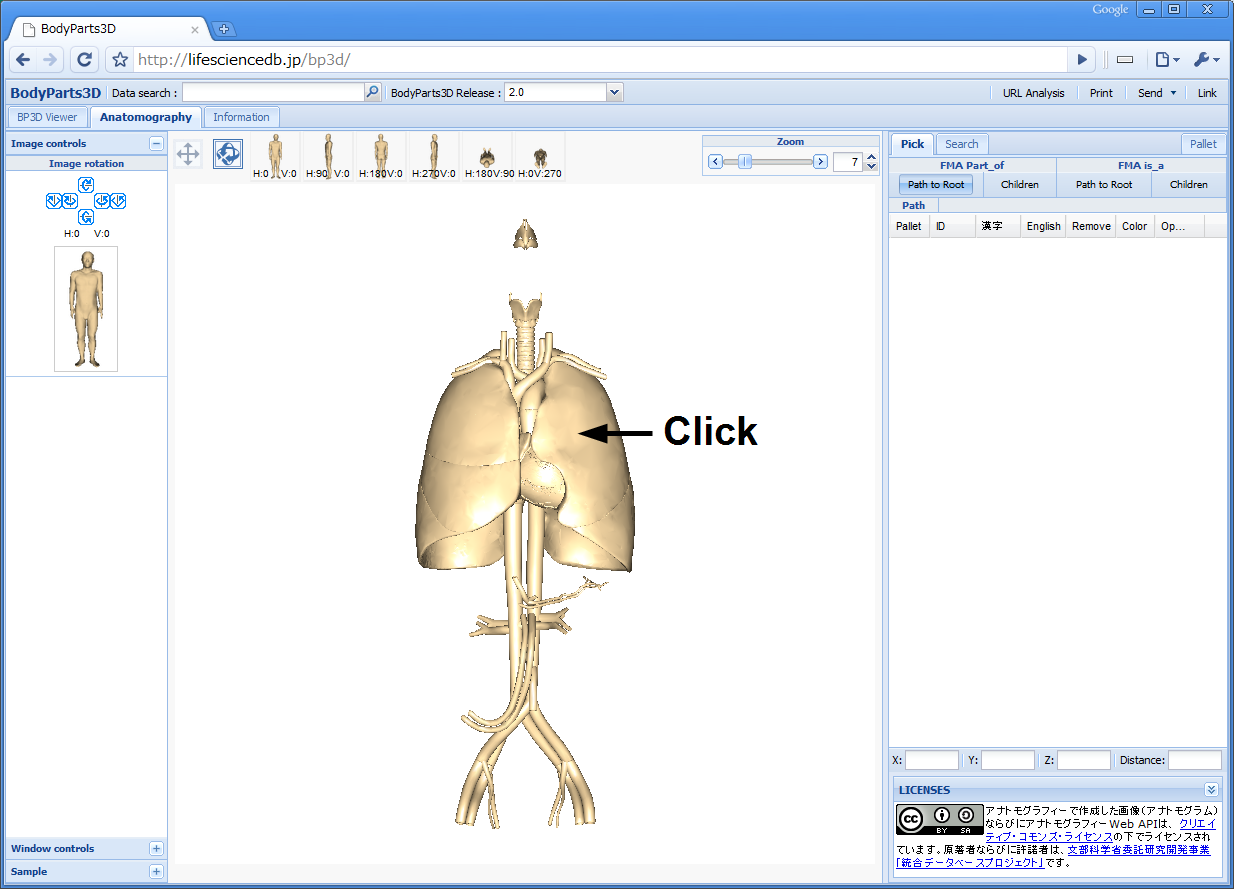 Google
BodyParts3D
http://lifesciencedb.jp/bp3d/
BodyParts3D Data search : BodyParts3D Release : 2.0 URL Analysis Print Send Link
BP3D Viewer Anatomography Information
Image controls
Image rotation
H:0 V:0
Window controls
Sample
H:0 V:0 H:90 V:0 H:180V:0 H:270V:0 H:180V:90 H:0V:270
Zoom
7
Click
Pick Search Pallet
FMA Part_of FMA is_a
Path to Root Children Path to Root Children
Path
Pallet ID 漢字 English Remove Color Op...
X: Y: Z: Distance:
LICENSES
cc BY SA
アナトモグラフィーで作成した画像(アナトモグラム)
ならびにアナトモグラフィー Web APIは、クリエイ
ティブ・コモンズ・ライセンスの下でライセンスされ
ています。原著者ならびに許諾者は、文部科学省委託研究開発事業
「統合データベースプロジェクト」です。